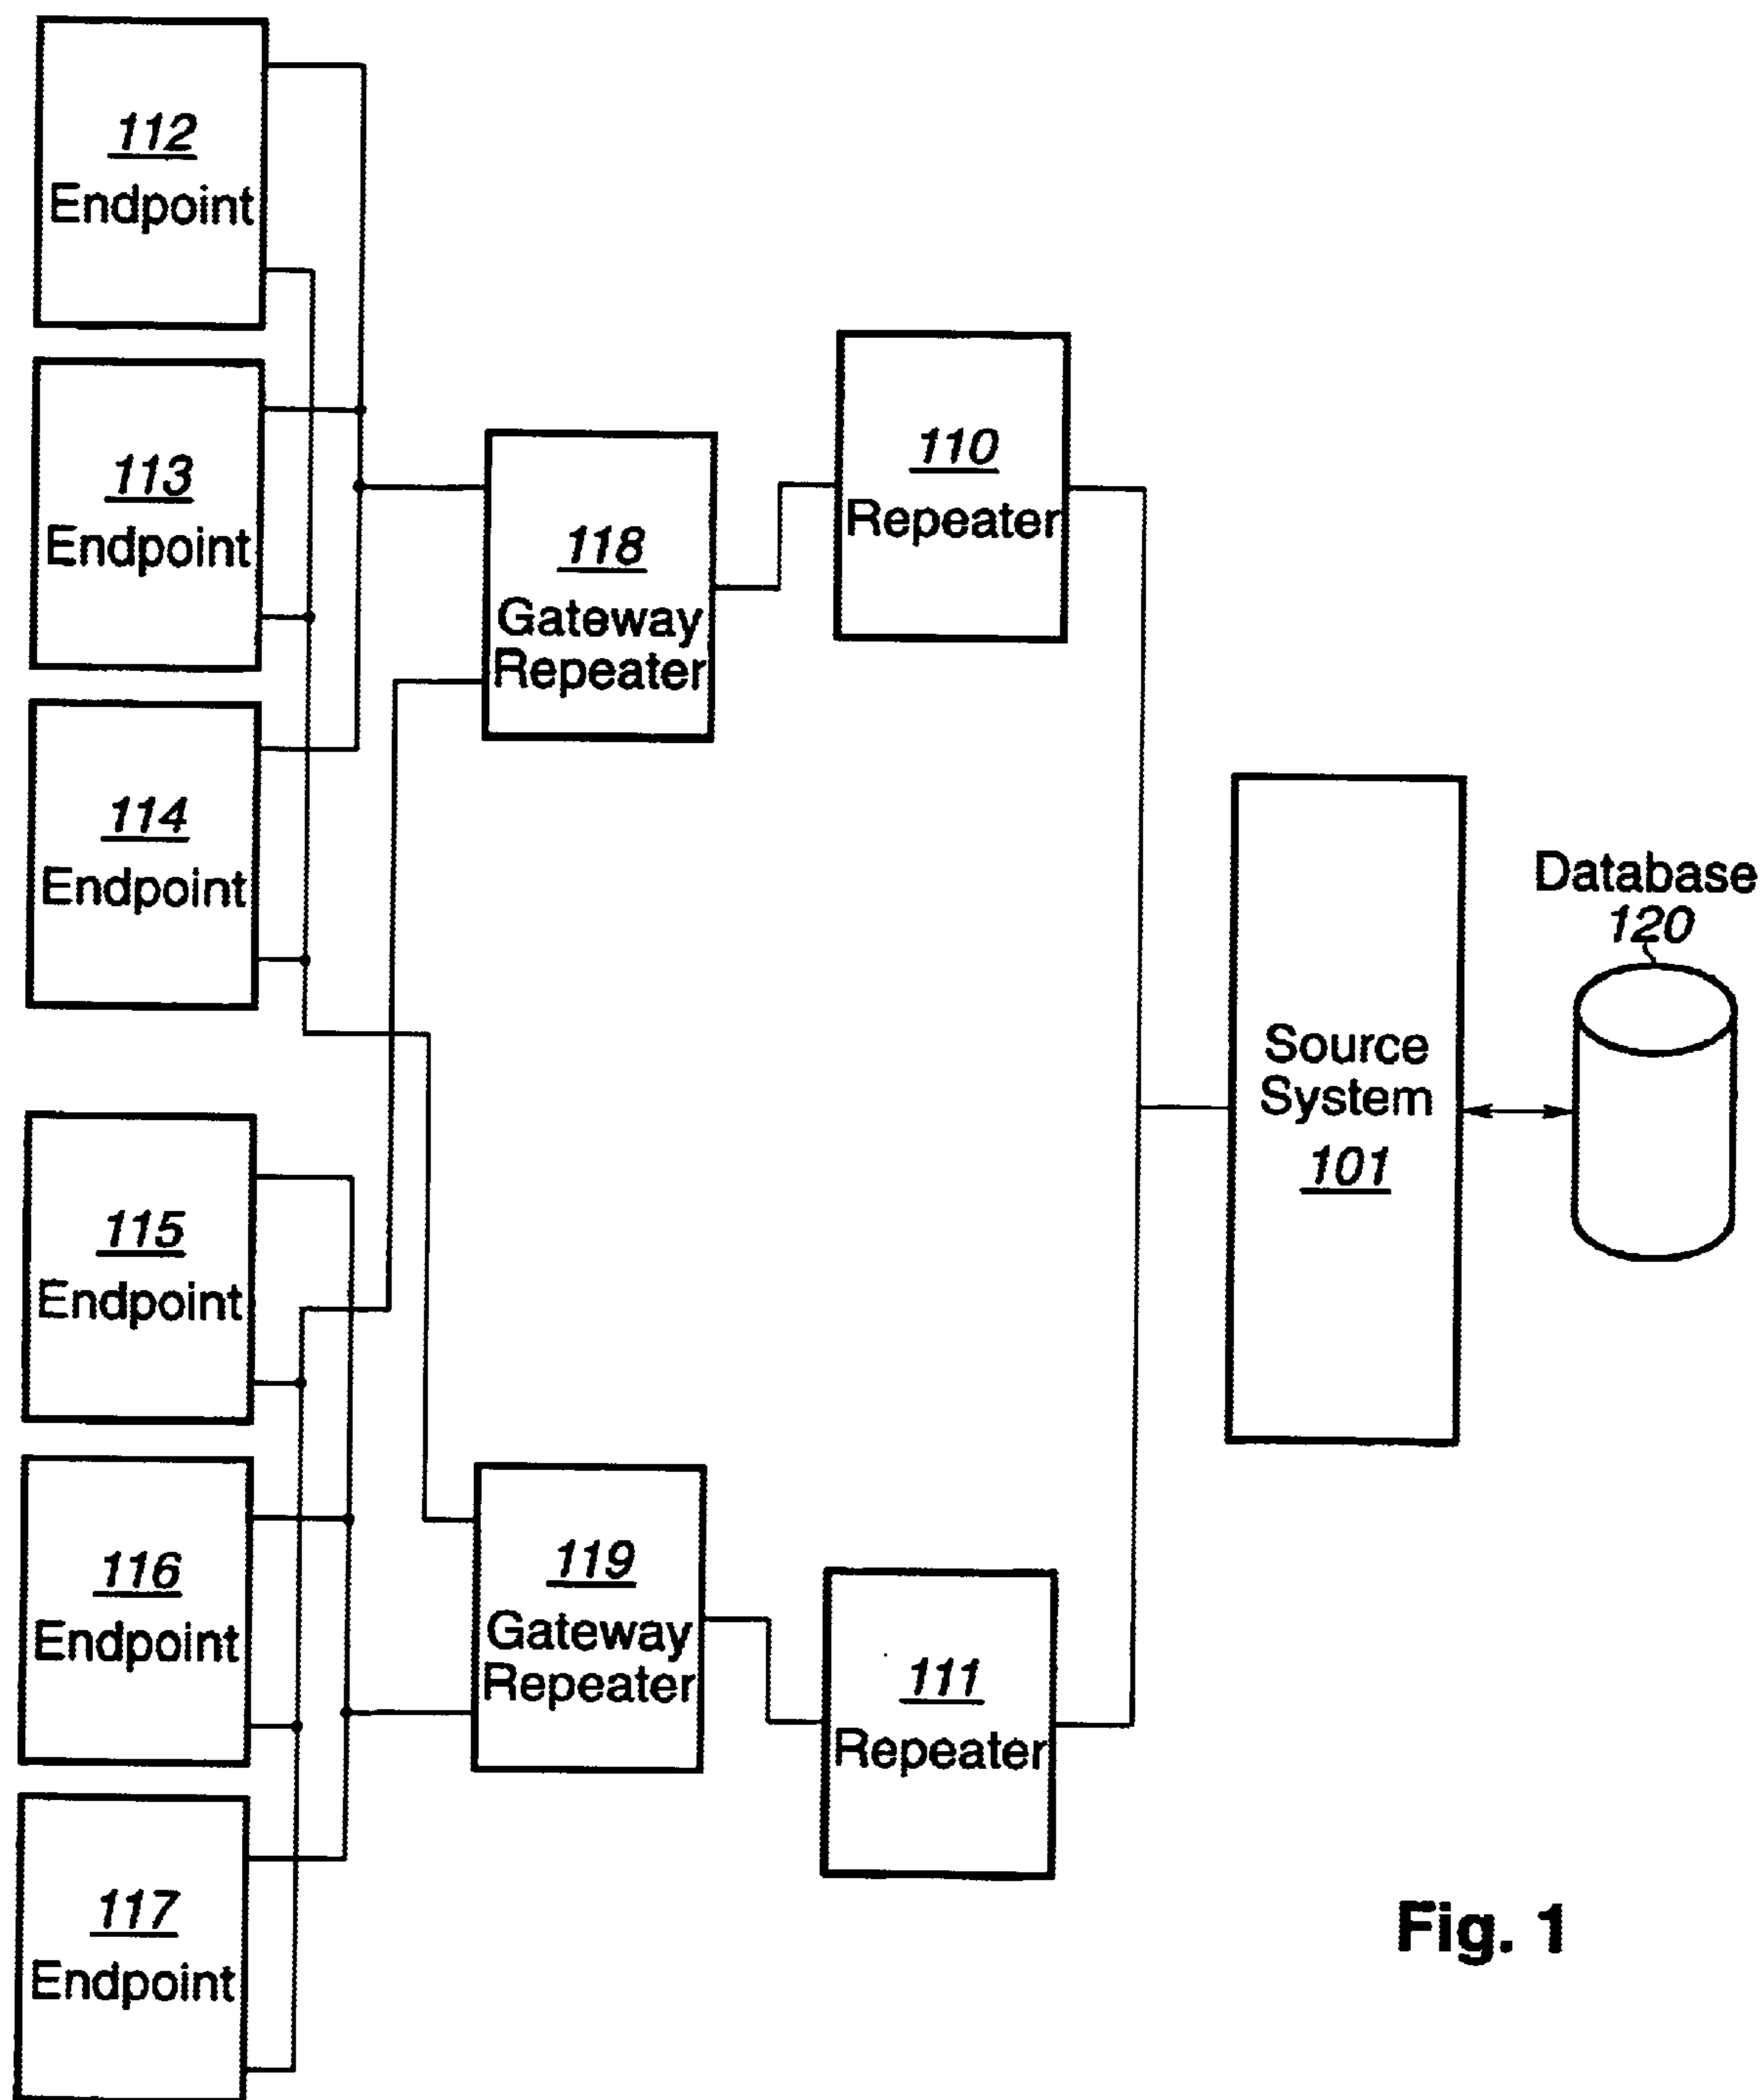 112
Endpoint
113
Endpoint
114
Endpoint
115
Endpoint
116
Endpoint
117
Endpoint
118
Gateway
Repeater
119
Gateway
Repeater
110
Repeater
111
Repeater
Source
System
101
Database
120
Fig. 1